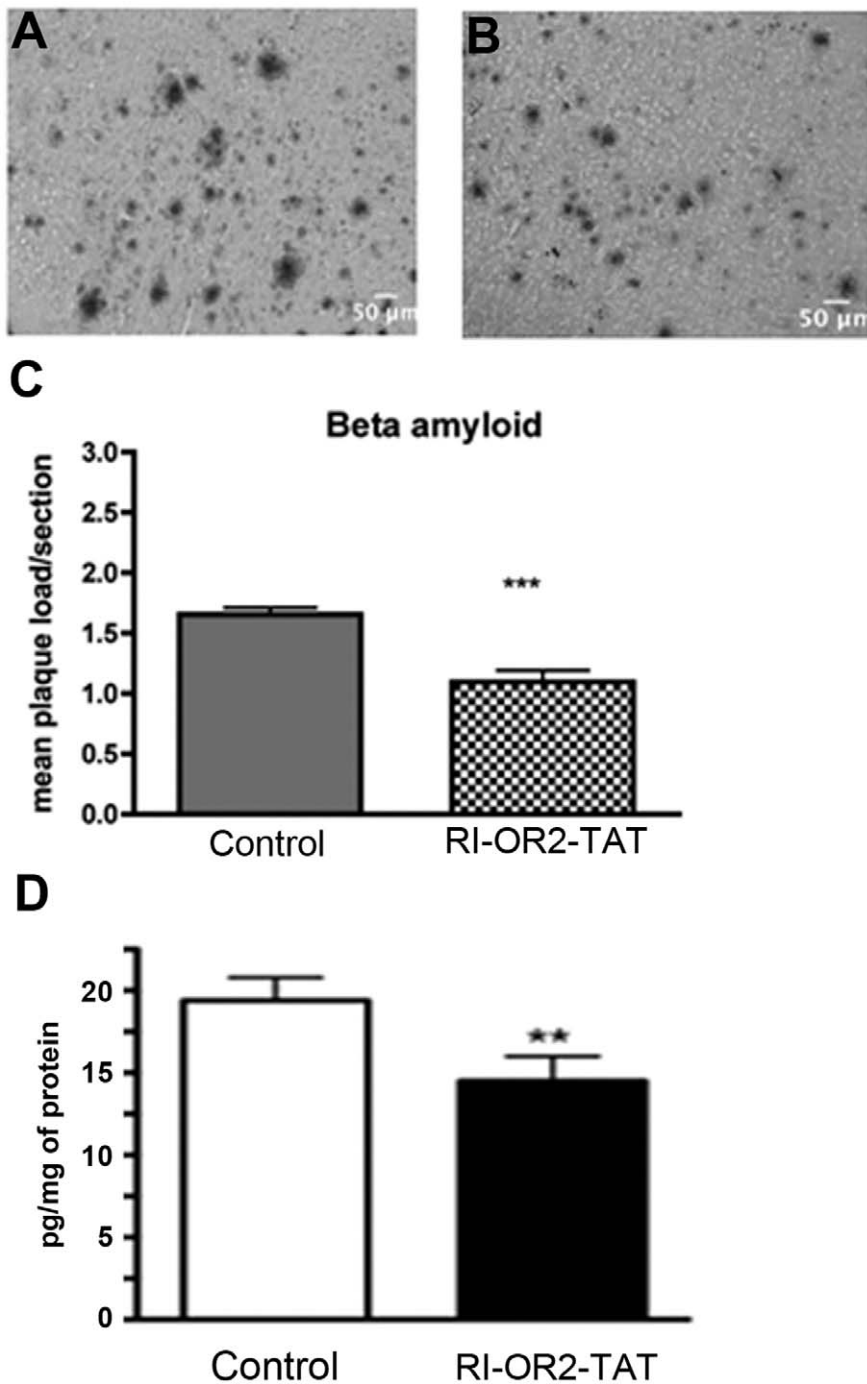 A
B
50 µm
50 µm
C
Beta amyloid
mean plaque load/section
3.0
2.5
2.0
1.5
1.0
0.5
0.0
***
Control
RI-OR2-TAT
D
pg/mg of protein
20
15
10
5
0
**
Control
RI-OR2-TAT